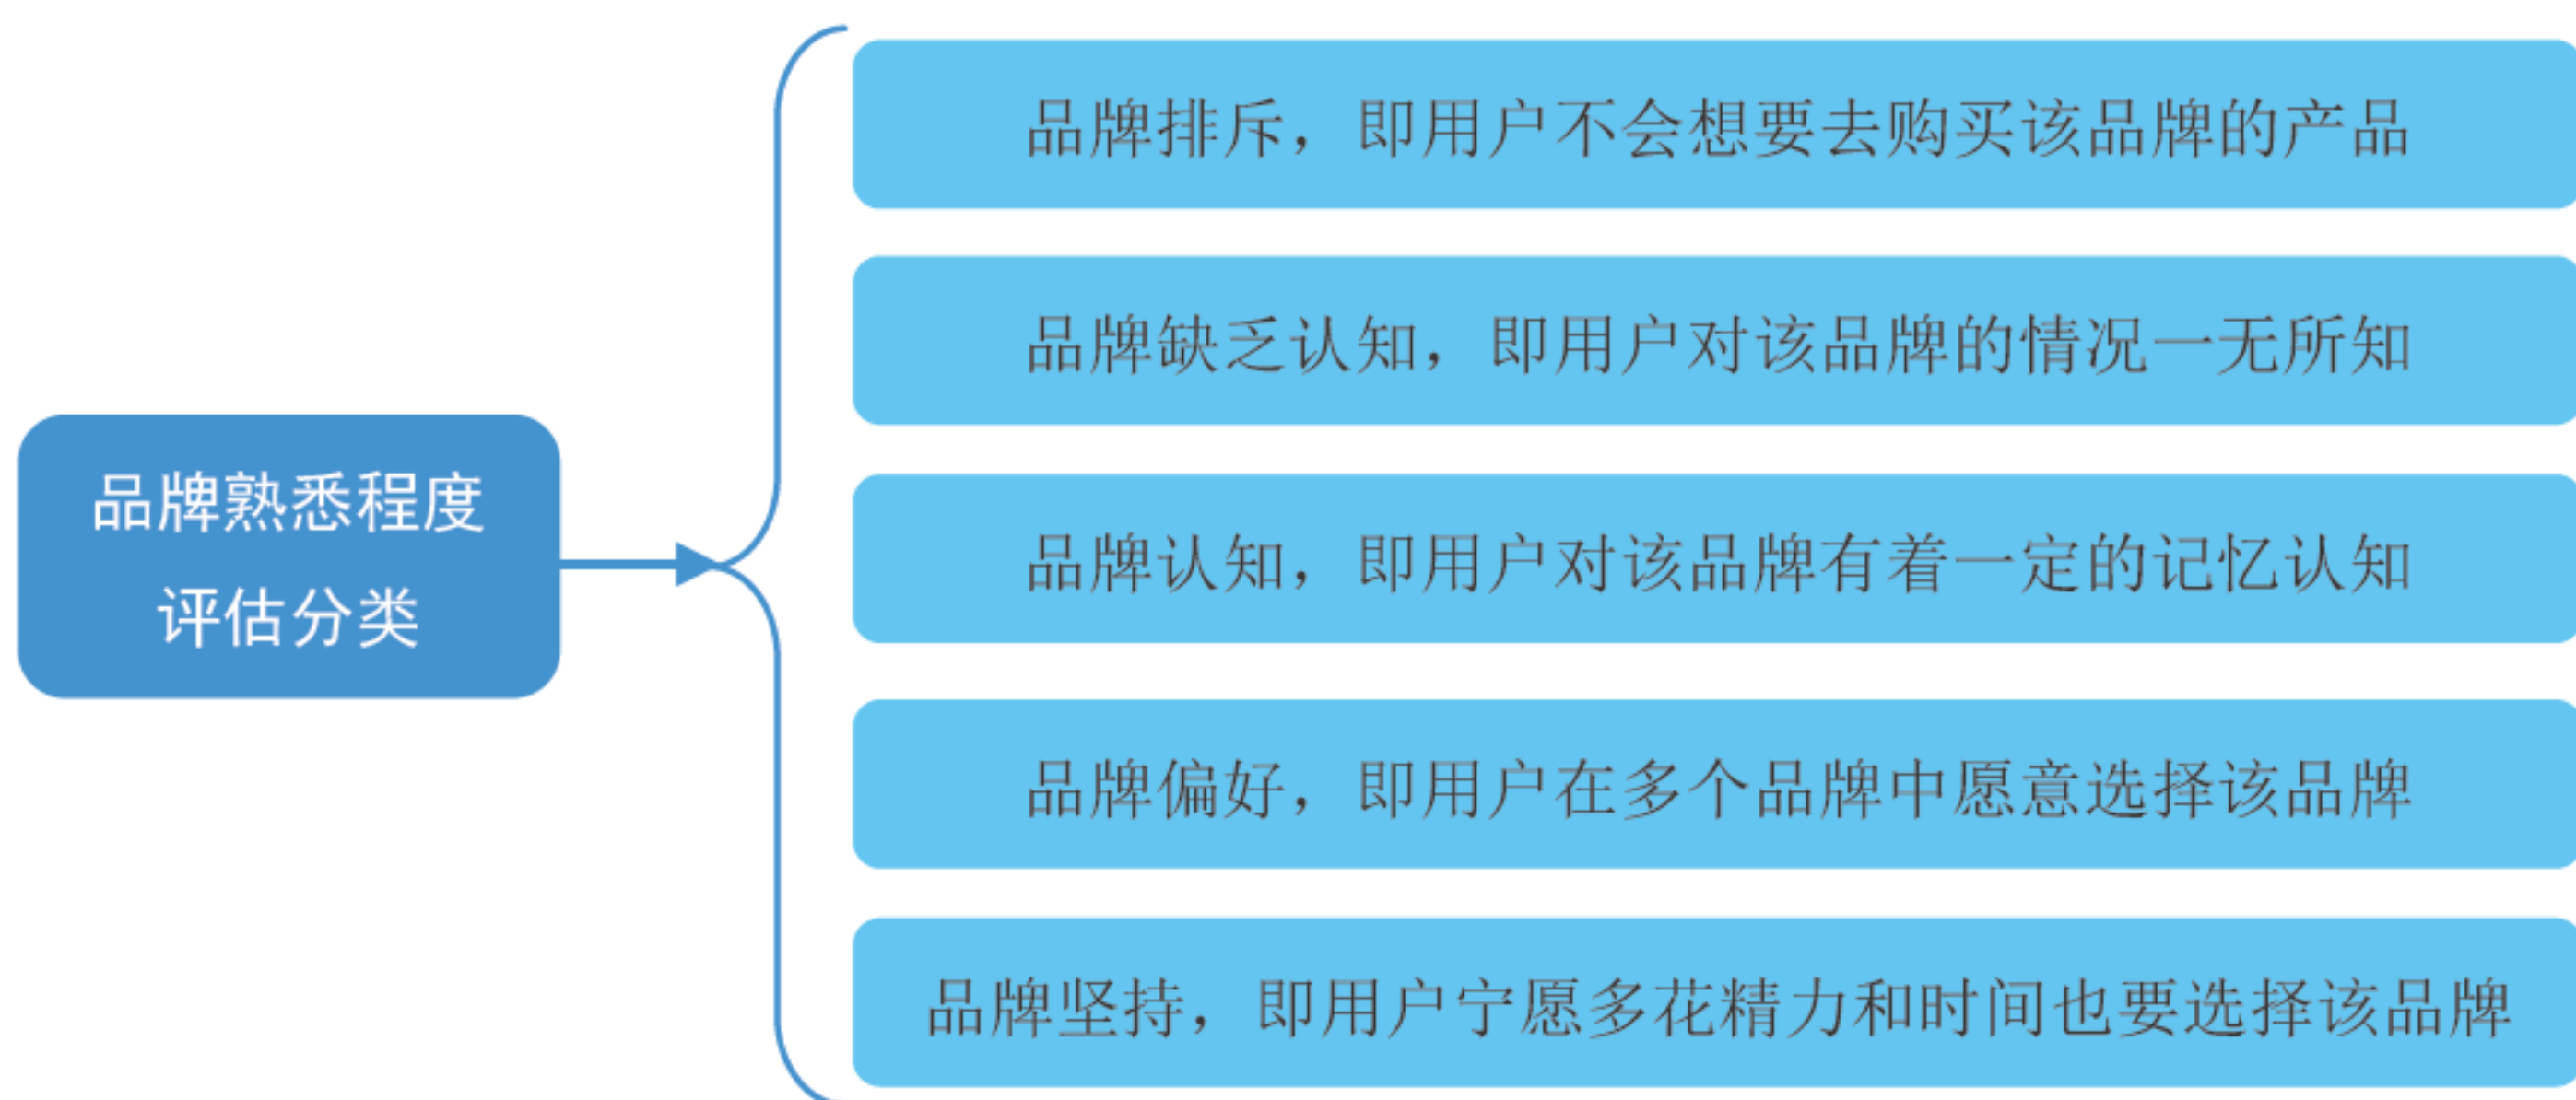 品牌熟悉程度
评估分类
品牌排斥，即用户不会想要去购买该品牌的产品
品牌缺乏认知，即用户对该品牌的情况一无所知
品牌认知，即用户对该品牌有着一定的记忆认知
品牌偏好，即用户在多个品牌中愿意选择该品牌
品牌坚持，即用户宁愿多花精力和时间也要选择该品牌